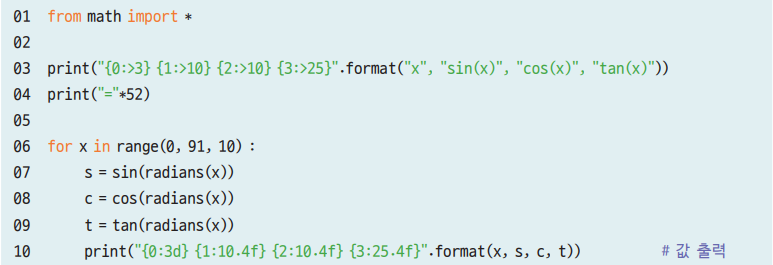 01 from math import *
02
03 print("{0:>3} {1:>10} {2:>10} {3:>25}".format("x", "sin(x)", "cos(x)", "tan(x)"))
04 print("="*52)
05
06 for x in range(0, 91, 10) :
07 s = sin(radians(x))
08 c = cos(radians(x))
09 t = tan(radians(x))
10 print("{0:3d} {1:10.4f} {2:10.4f} {3:25.4f}".format(x, s, c, t)) # 값 출력